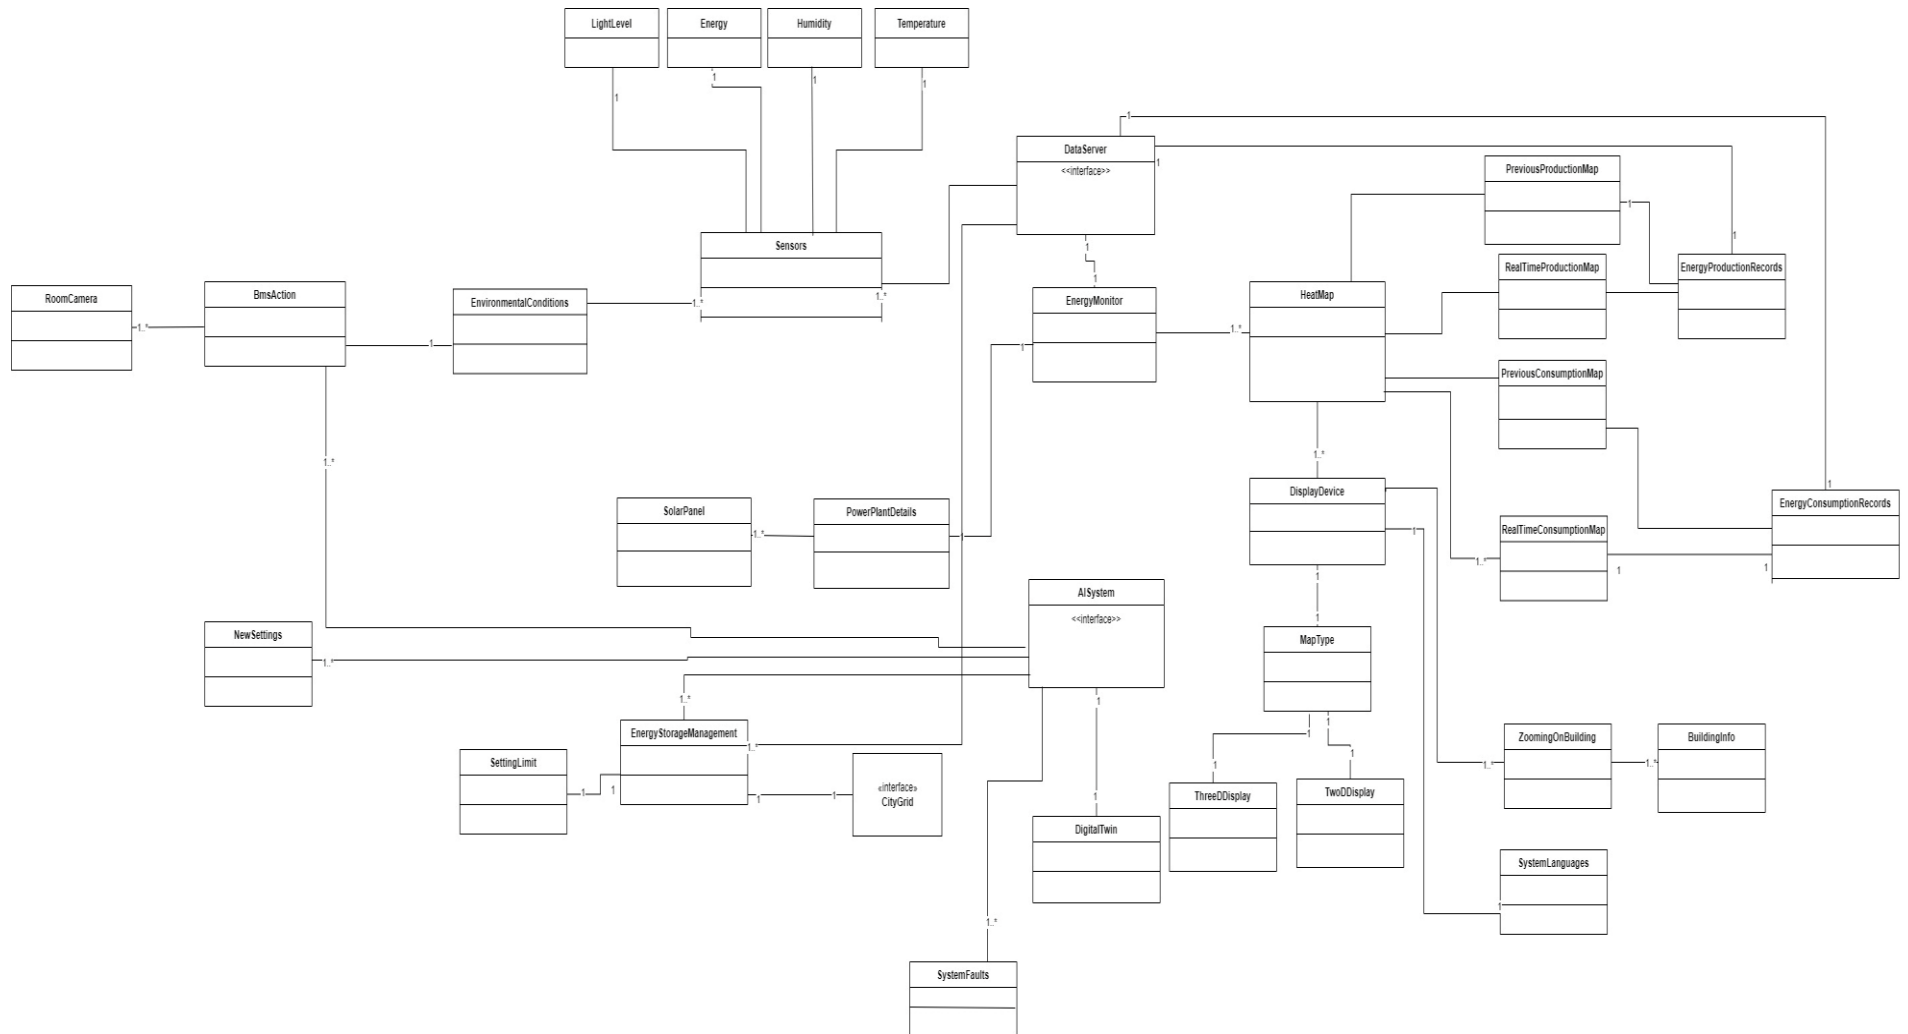 LightLevel
Energy
Humidity
Temperature
1
1
1
1
1
DataServer
<<interface>>
1
1
1
1
PreviousProductionMap
1
Sensors
1..*
1..*
EnergyProductionRecords
RealTimeProductionMap
RoomCamera
BmsAction
EnvironmentalConditions
EnergyMonitor
HeatMap
1..*
1
1
1..*
PreviousConsumptionMap
1..*
1..*
SolarPanel
PowerPlantDetails
DisplayDevice
1
EnergyConsumptionRecords
1..*
1
1
RealTimeConsumptionMap
1..*
1
1
AISystem
<<interface>>
1
1
NewSettings
1..*
MapType
1..*
1
EnergyStorageManagement
1..*
1
1
ZoomingOnBuilding
BuildingInfo
1..*
1..*
SettingLimit
1
1
1
1
«interface»
CityGrid
1
1
ThreeDDisplay
TwoDDisplay
1
DigitalTwin
SystemLanguages
1
1..*
SystemFaults